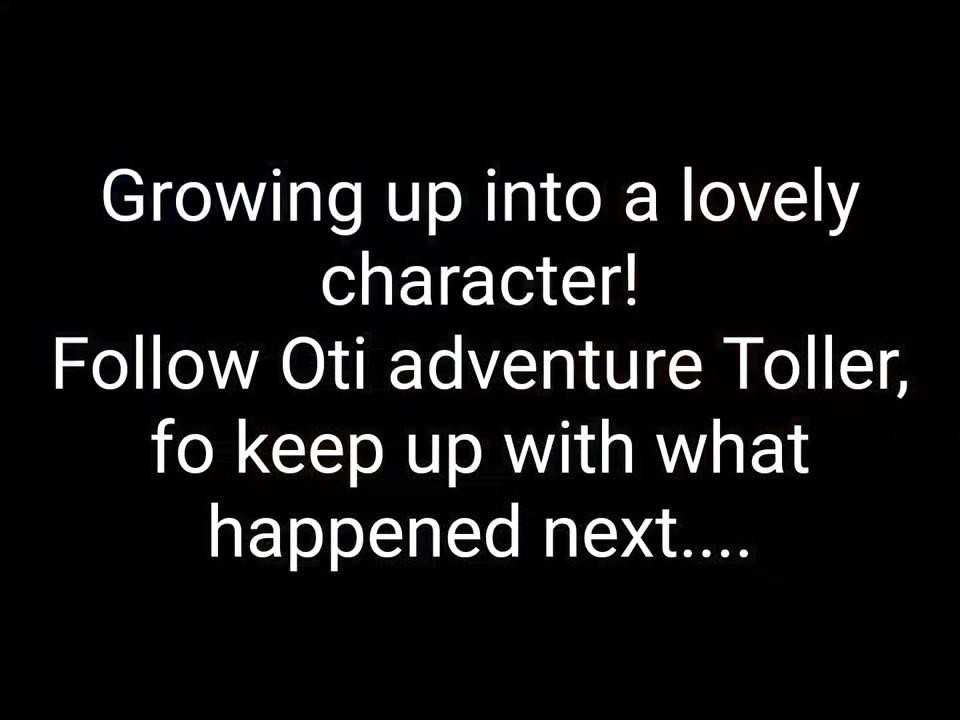 Growing up into a lovely
character!
Follow Oti adventure Toller,
fo keep up with what
happened next....